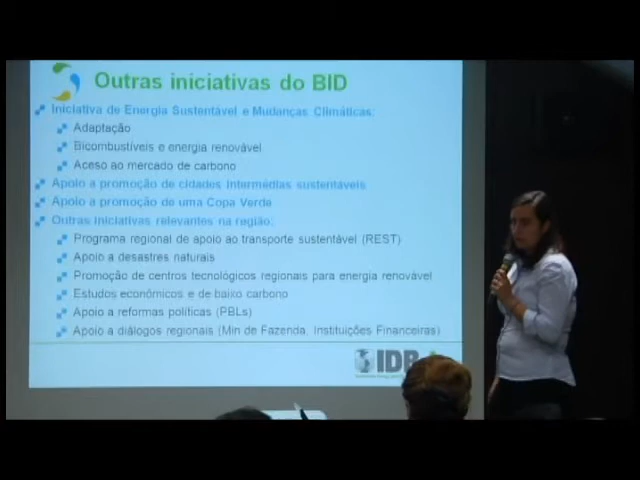 Outras iniciativas do BID
Iniciativa de Energia Sustentável e Mudanças Climáticas:
Adaptação
Bicombustíveis e energia renovável
Aceso ao mercado de carbono
Apoio a promoção de cidades intermédias sustentáveis
Apoio a promoção de uma Copa Verde
Outras iniciativas relevantes na região:
Programa regional de apoio ao transporte sustentável (REST)
Apoio a desastres naturais
Promoção de centros tecnológicos regionais para energia renovável
Estudos econômicos e de baixo carbono
Apoio a reformas políticas (PBLs)
Apoio a diálogos regionais (Min de Fazenda, Instituições Financeiras)
IDB